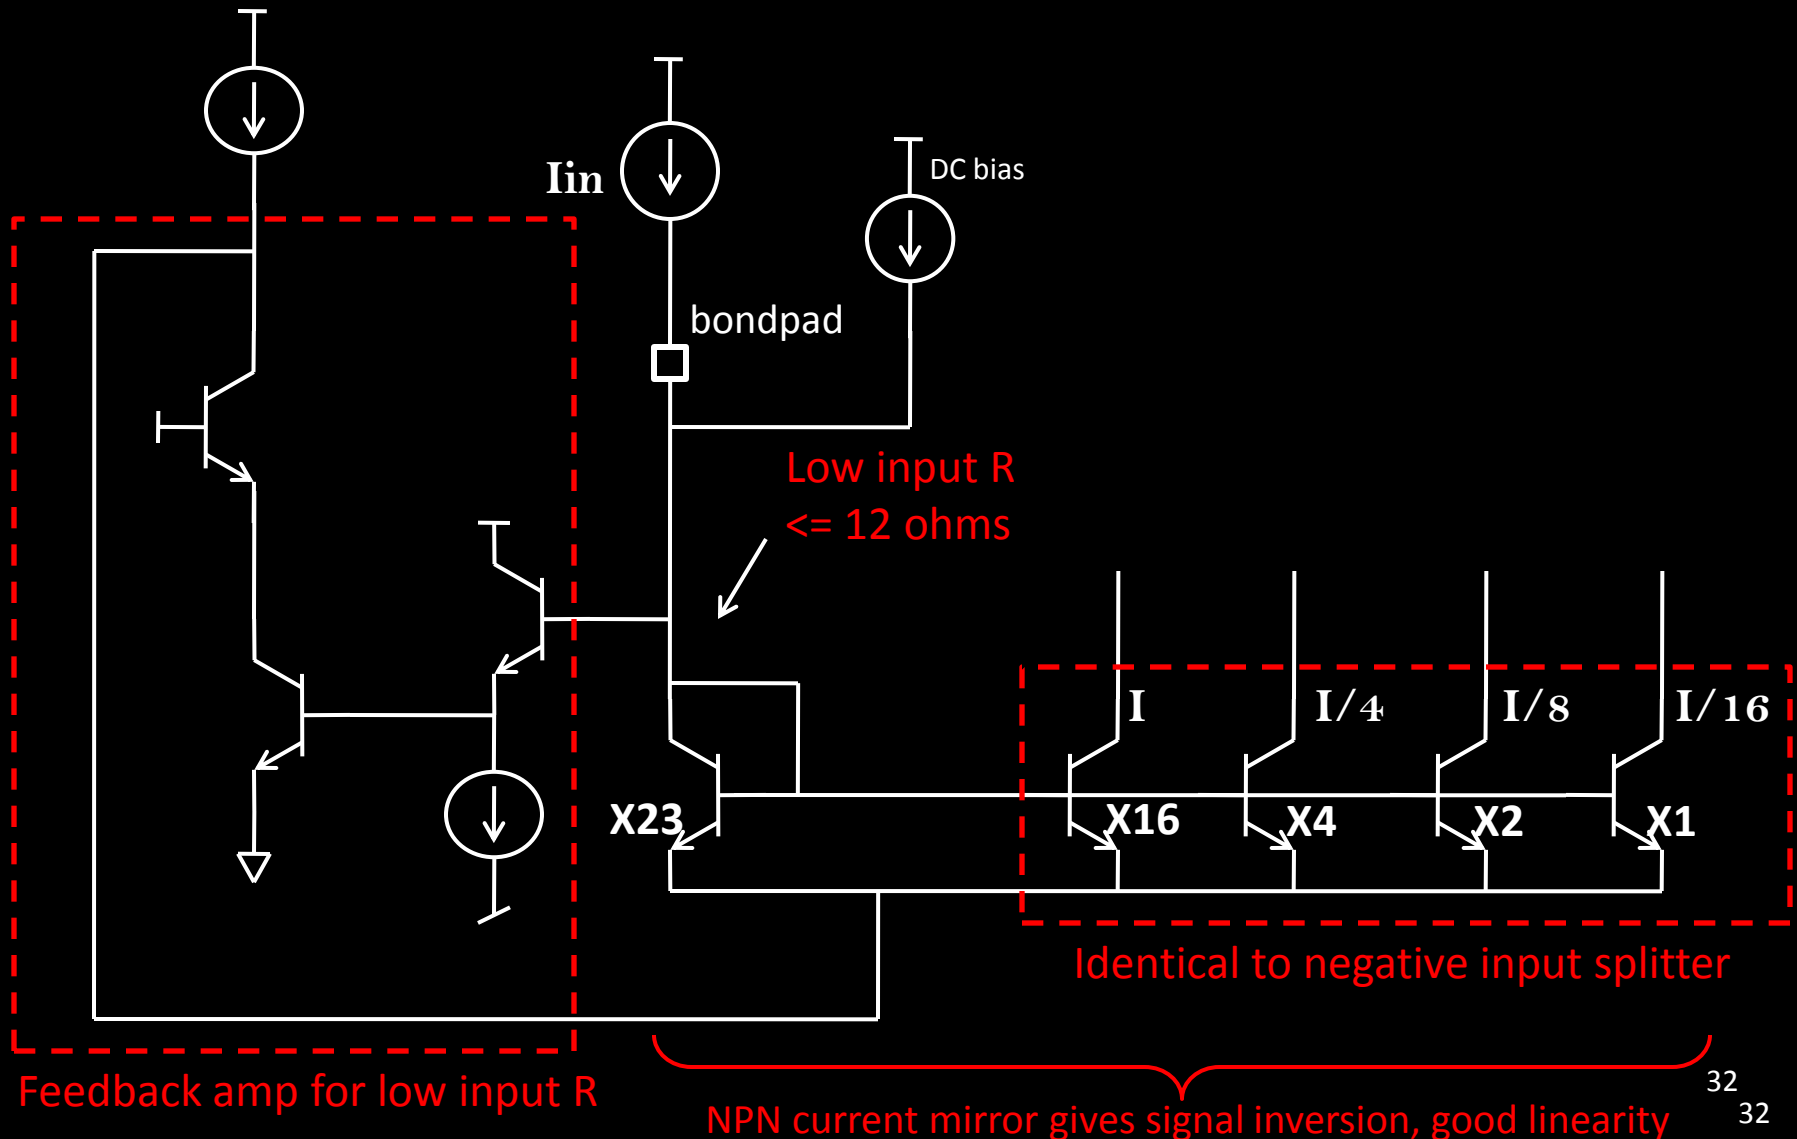 Iin
DC bias
bondpad
Low input R
<= 12 ohms
I
I/4
I/8
I/16
X23
X16
X4
X2
X1
Identical to negative input splitter
Feedback amp for low input R
NPN current mirror gives signal inversion, good linearity
32
32